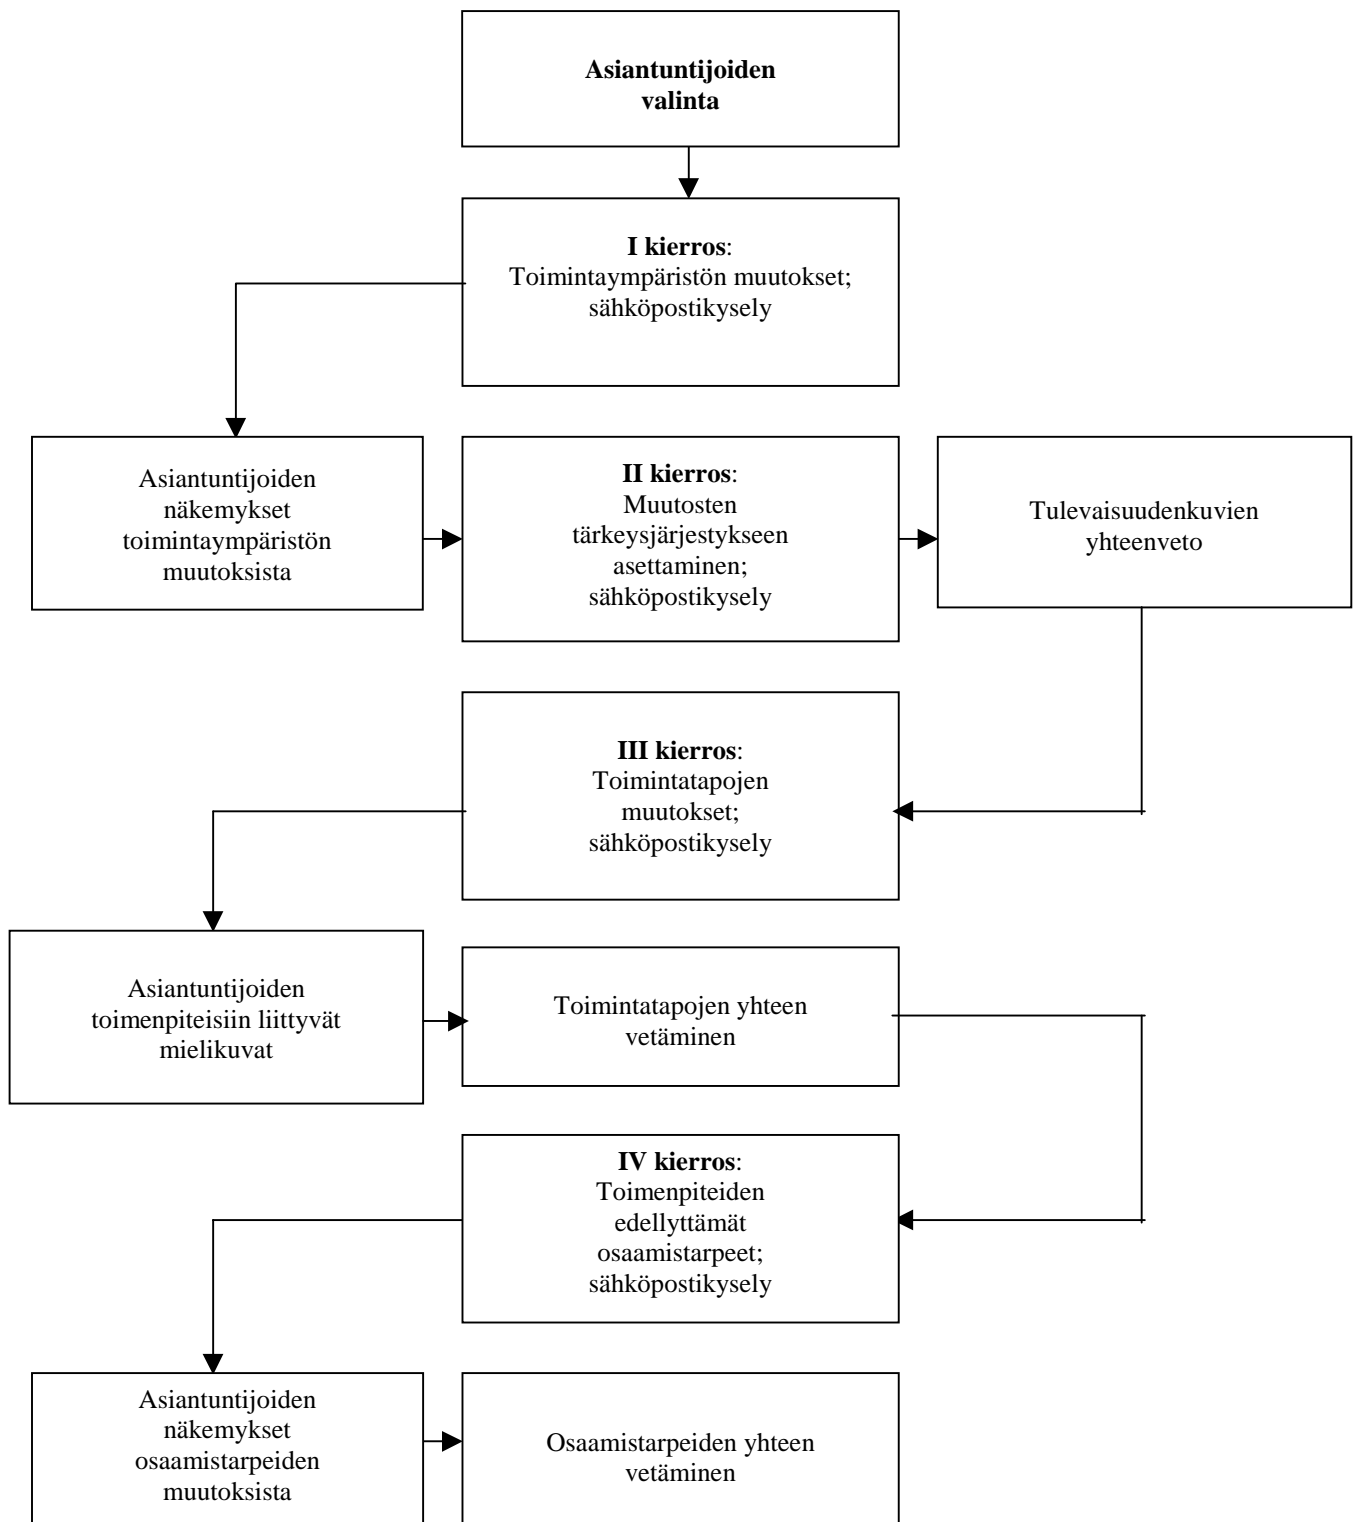 Asiantuntijoiden
valinta
I kierros:
Toimintaympäristön muutokset;
sähköpostikysely
Asiantuntijoiden
näkemykset
toimintaympäristön
muutoksista
II kierros:
Muutosten
tärkeysjärjestykseen
asettaminen;
sähköpostikysely
Tulevaisuudenkuvien
yhteenveto
III kierros:
Toimintatapojen
muutokset;
sähköpostikysely
Asiantuntijoiden
toimenpiteisiin liittyvät
mielikuvat
Toimintatapojen yhteen
vetäminen
IV kierros:
Toimenpiteiden
edellyttämät
osaamistarpeet;
sähköpostikysely
Asiantuntijoiden
näkemykset
osaamistarpeiden
muutoksista
Osaamistarpeiden yhteen
vetäminen